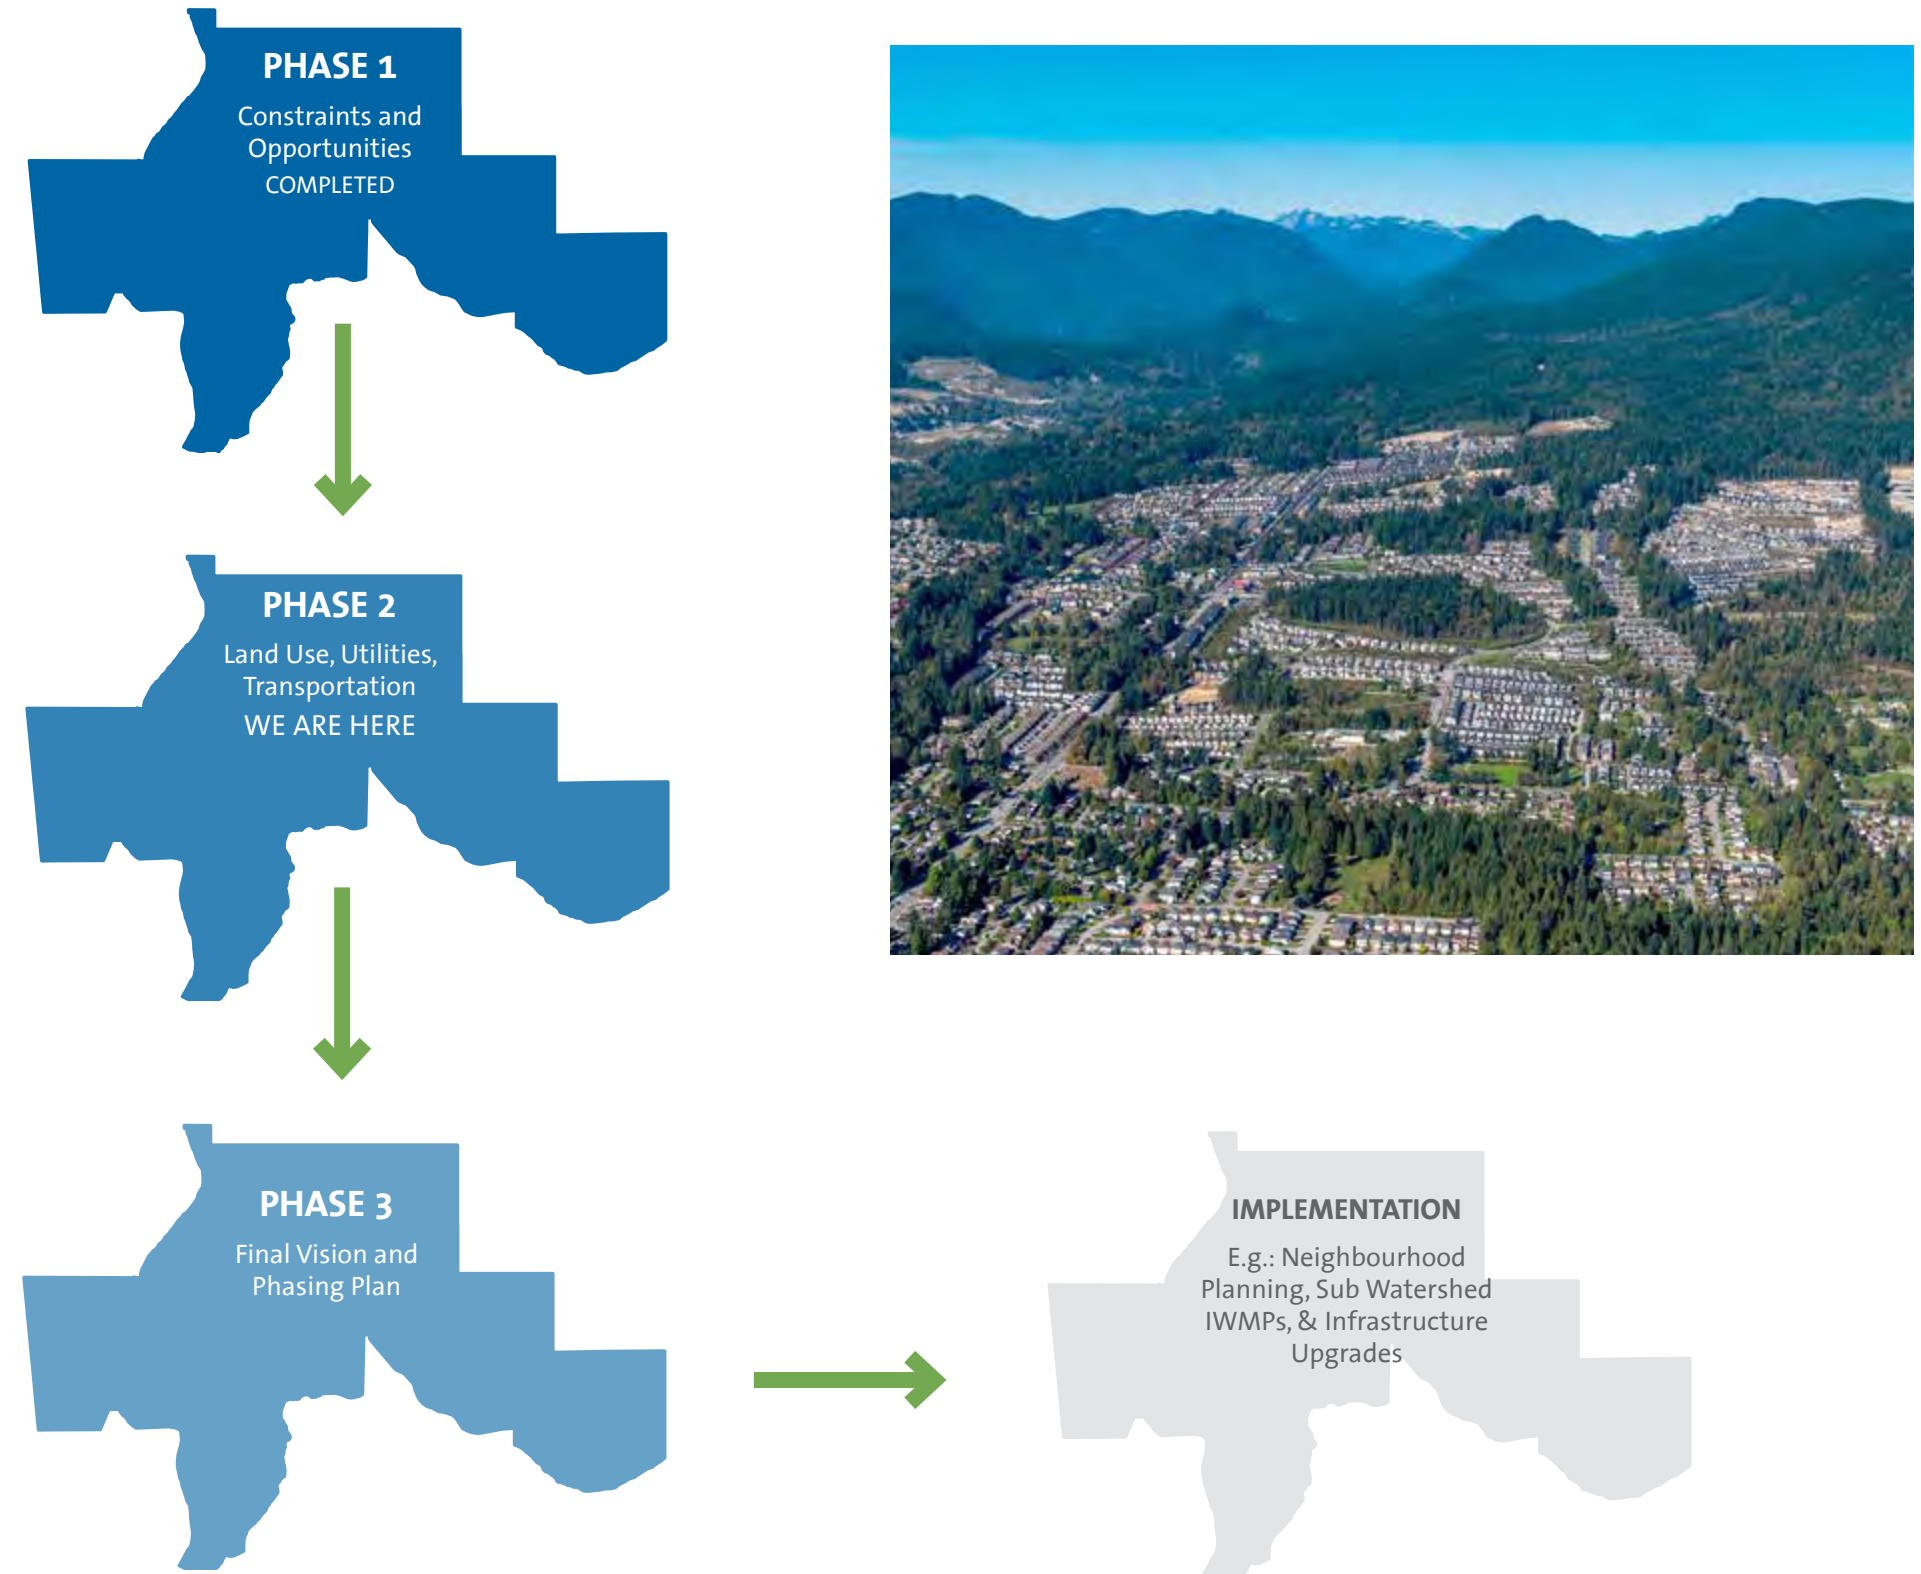 PHASE 1
Constraints and
Opportunities
COMPLETED
PHASE 2
Land Use, Utilities,
Transportation
WE ARE HERE
PHASE 3
Final Vision and
Phasing Plan
IMPLEMENTATION
E.g.: Neighbourhood
Planning, Sub Watershed
IWMPs, & Infrastructure
Upgrades